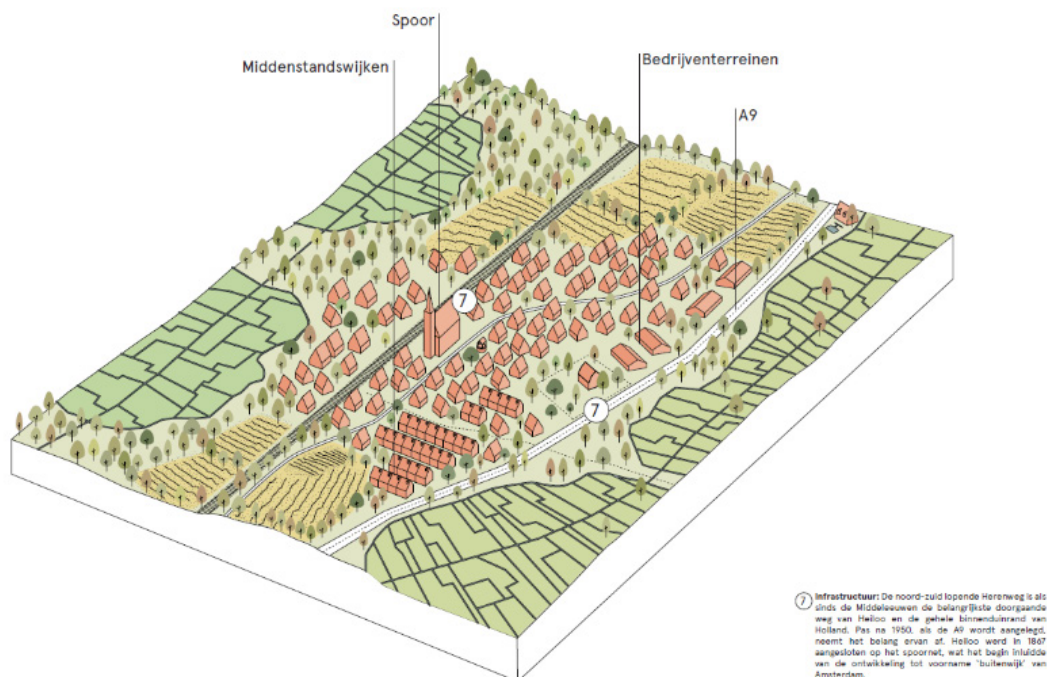 Spoor
Middenstandswijken
Bedrijventerreinen
A9
7
7
7 Infrastructuur: De noord-zuid lopende Herenweg is als
sinds de Middeleeuwen de belangrijkste doorgaande
weg van Heiloo en de gehele binnenduinrand van
Holland. Pas na 1950, als de A9 wordt aangelegd,
neemt het belang ervan af. Heiloo werd in 1867
aangesloten op het spoornet, wat het begin inluidde
van de ontwikkeling tot voorname 'buitenwijk' van
Amsterdam.